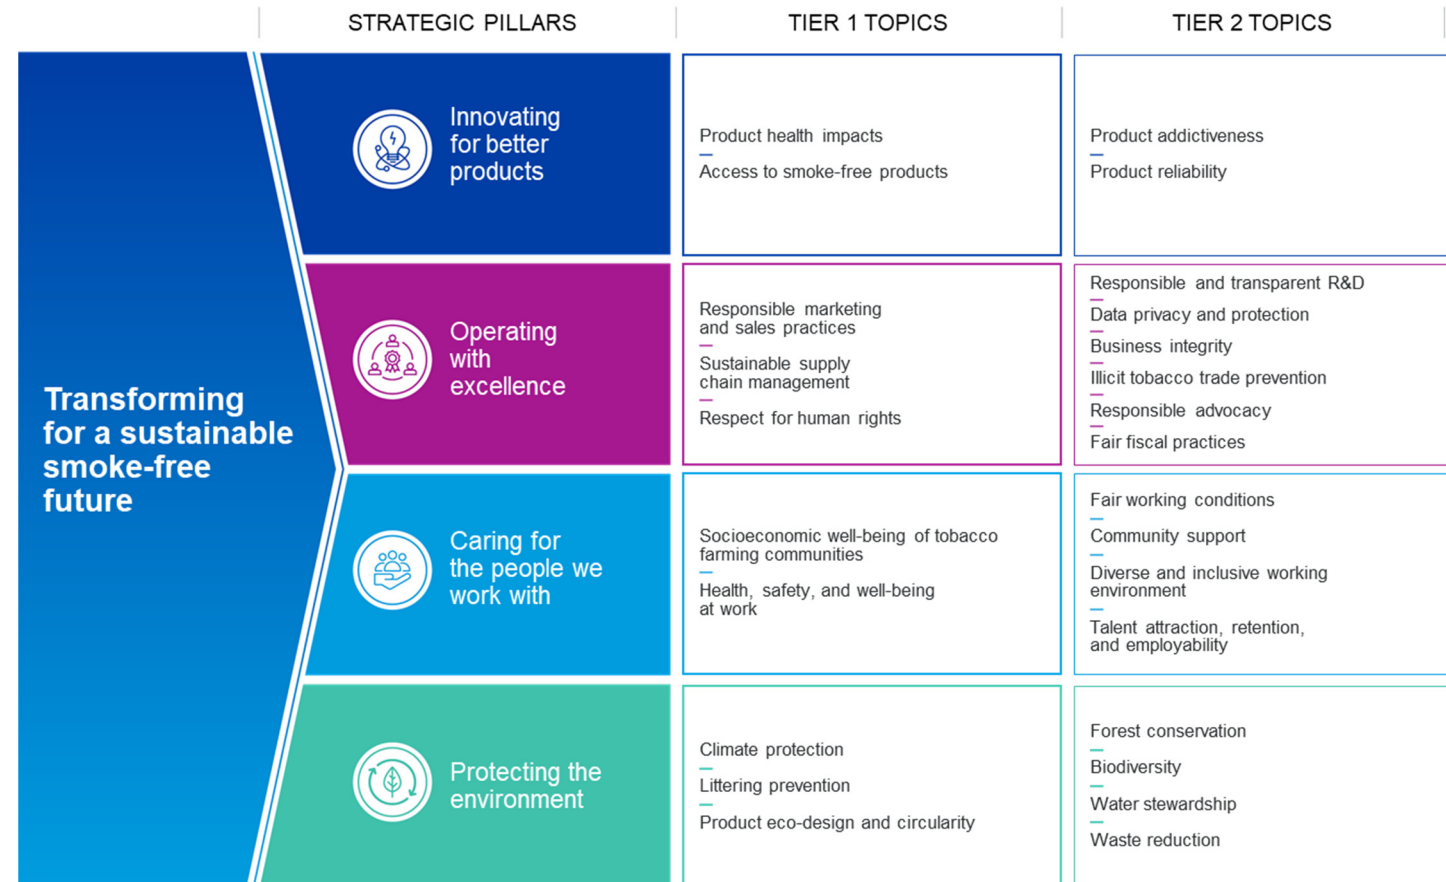 STRATEGIC PILLARS
TIER 1 TOPICS
TIER 2 TOPICS
Transforming
for a sustainable
smoke-free
future
Innovating
for better
products
Product health impacts
Access to smoke-free products
Product addictiveness
Product reliability
Operating
with
excellence
Responsible marketing
and sales practices
Sustainable supply
chain management
Respect for human rights
Responsible and transparent R&D
Data privacy and protection
Business integrity
Illicit tobacco trade prevention
Responsible advocacy
Fair fiscal practices
Caring for
the people we
work with
Socioeconomic well-being of tobacco
farming communities
Health, safety, and well-being
at work
Fair working conditions
Community support
Diverse and inclusive working
environment
Talent attraction, retention,
and employability
Protecting the
environment
Climate protection
Littering prevention
Product eco-design and circularity
Forest conservation
Biodiversity
Water stewardship
Waste reduction